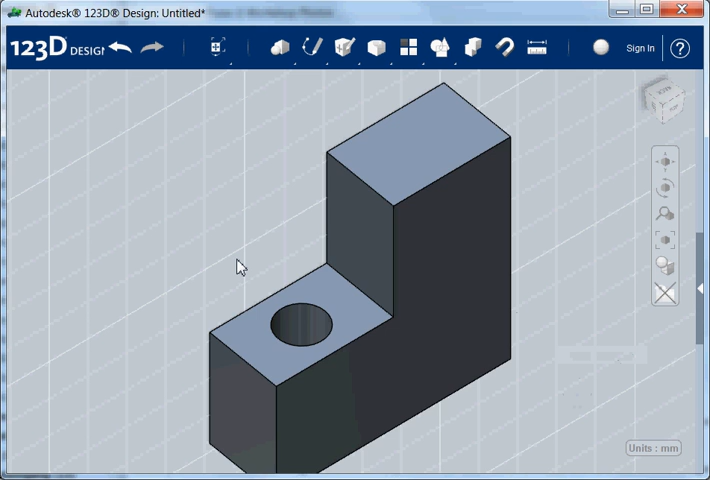 Autodesk® 123D® Design: Untitled*
123D DESIGN
Sign In
?
Units : mm